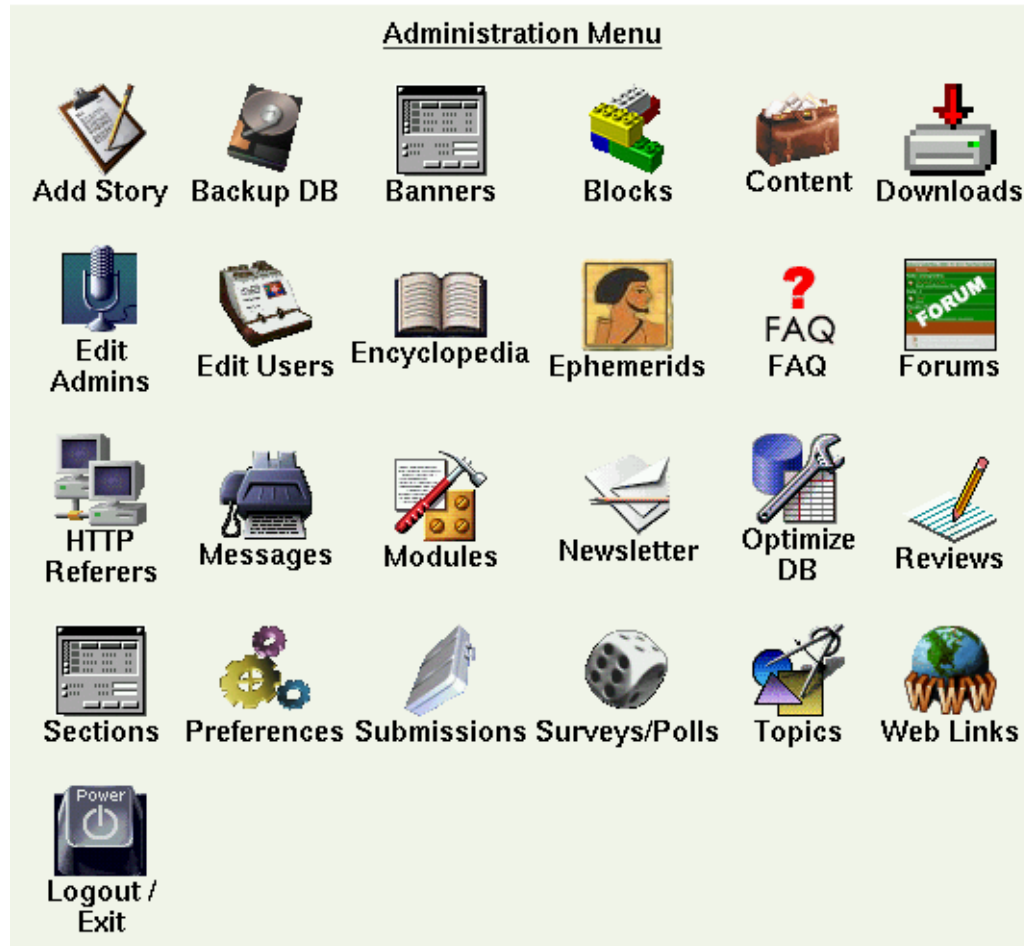 Administration Menu
Add Story
Backup DB
Banners
Blocks
Content
Downloads
Edit
Admins
Edit Users
Encyclopedia
Ephemerids
FAQ
FAQ
FORUM
Forums
HTTP
Referers
Messages
Modules
Newsletter
Optimize
DB
Reviews
Sections
Preferences
Submissions
Surveys/Polls
Topics
WWW
Web Links
Power
Logout /
Exit